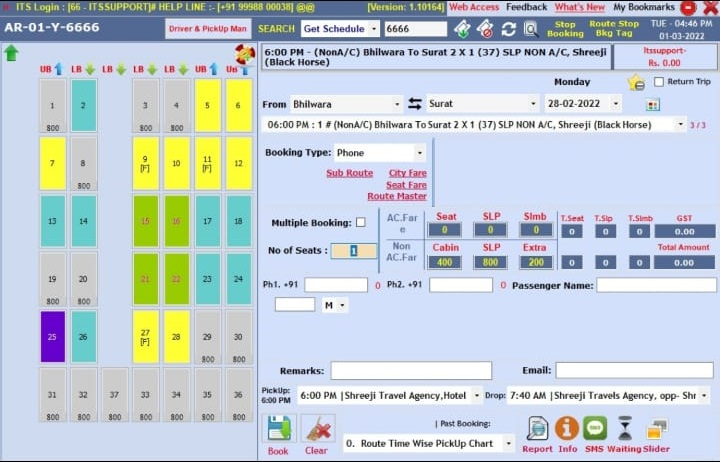 ITS Login : [66 - ITSSUPPORT]# HELP LINE :- [+91 99988 00038] @@ [Version: 1.10164] Web Access Feedback What's New My Bookmarks
AR-01-Y-6666 Driver & PickUp Man SEARCH Get Schedule 6666 Stop Booking Route Stop Bkg Tag TUE - 04:46 PM
01-03-2022
UB LB LB LB LB UB UB
1 2 3 4 5 6
800 800 800
7 8 9 [F] 10 11 [F] 12
800
13 14 15 16 17 18
19 20 21 22 23 24
800 800
25 26 27 [F] 28 29 30
800 800
31 32 37 33 34 35 36
800 800 800 800 800 800 800
6:00 PM - (NonA/C) Bhilwara To Surat 2 X 1 (37) SLP NON A/C, Shreeji (Black Horse)
Itssupport-
Rs. 0.00
Monday Return Trip
From Bhilwara Surat 28-02-2022
06:00 PM : 1 # (NonA/C) Bhilwara To Surat 2 X 1 (37) SLP NON A/C, Shreeji (Black Horse) 3 / 3
Booking Type: Phone
Sub Route City Fare
Seat Fare
Route Master
Multiple Booking: AC.Far e Seat SLP Slmb T.Seat T.Slp T.Slmb GST
0 0 0 0 0 0 0.00
No of Seats : 1 Non AC.Far Cabin SLP Extra Total Amount
400 800 200 0 0 0 0.00
Ph1. +91 0 Ph2. +91 0 Passenger Name:
M
Remarks: Email:
PickUp: 6:00 PM 6:00 PM |Shreeji Travel Agency,Hotel Drop: 7:40 AM |Shreeji Travels Agency, opp- Shr
Book Clear | Past Booking:
0. Route Time Wise PickUp Chart
Report Info SMS Waiting Slider